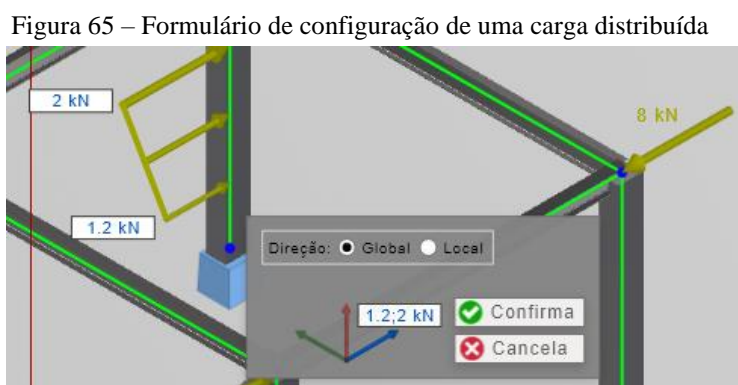 Figura 65 – Formulário de configuração de uma carga distribuída
2 kN
8 kN
1.2 kN
Direção: Global Local
1.2;2 kN
Confirma
Cancela